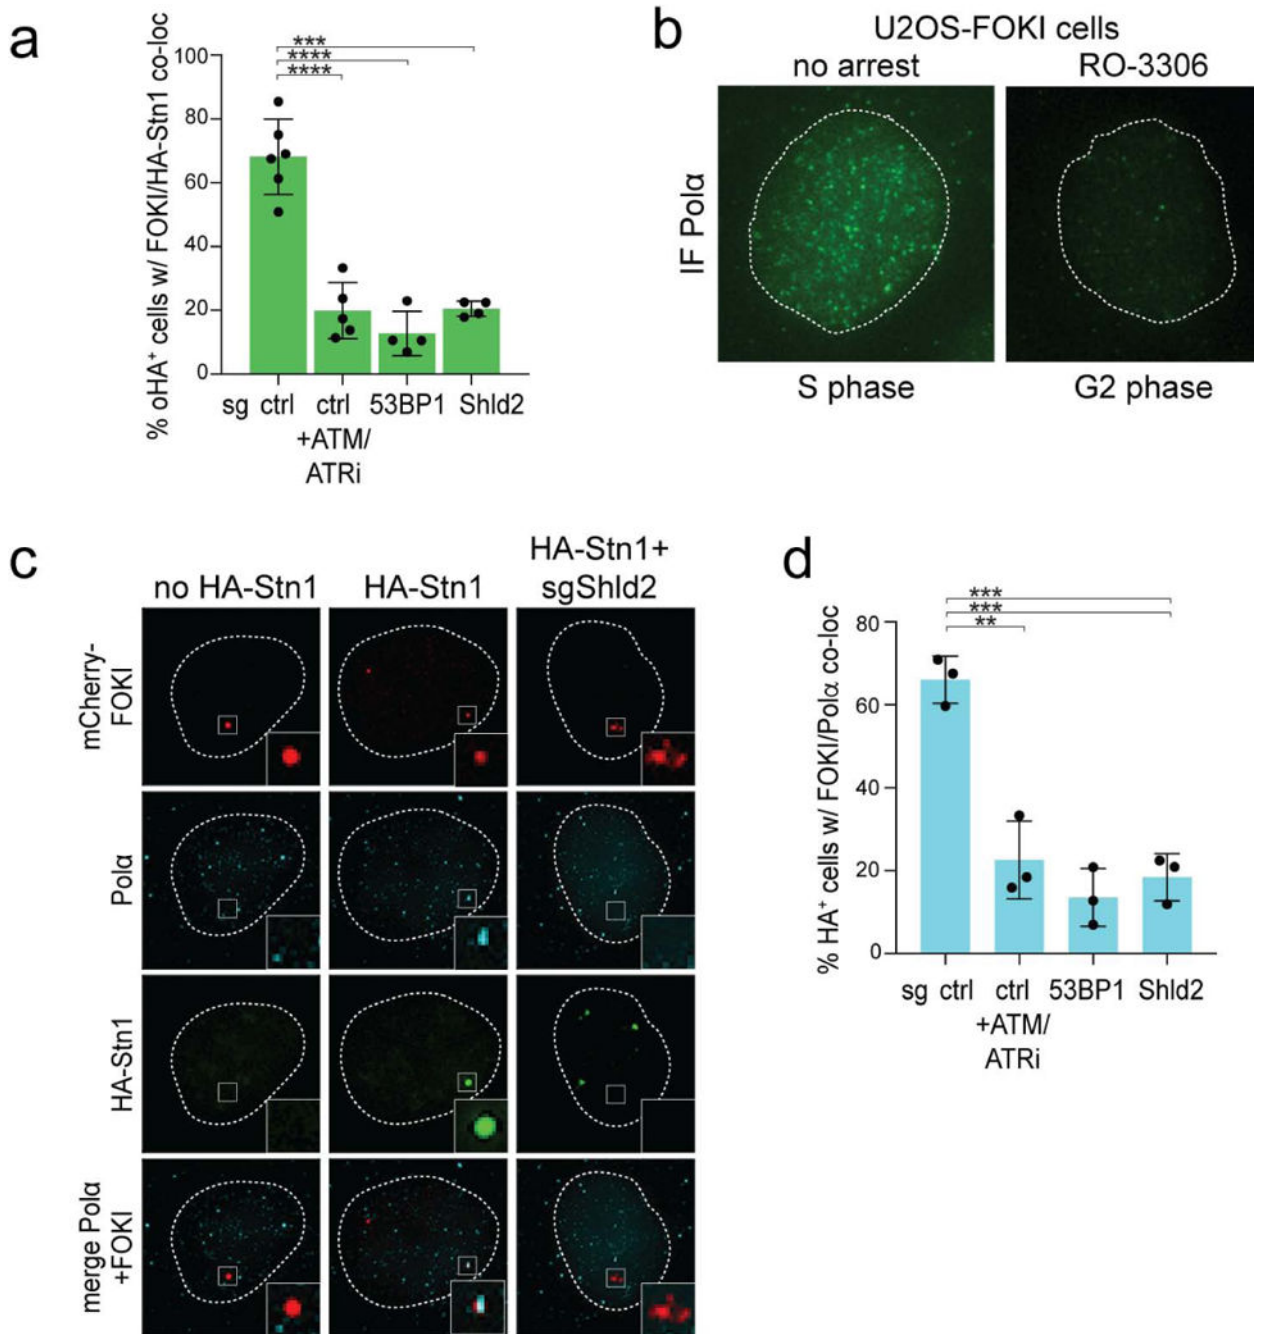 a
% oHA⁺ cells w/ FOKI/HA-Stn1 co-loc
100
80
60
40
20
0
***
****
****
sg ctrl ctrl 53BP1 Shld2
+ATM/
ATRi
b
U2OS-FOKI cells
no arrest RO-3306
IF Polα
S phase G2 phase
c
no HA-Stn1 HA-Stn1 HA-Stn1+
sgShld2
mCherry-
FOKI
Polα
HA-Stn1
merge Polα
+FOKI
d
% HA⁺ cells w/ FOKI/Polα co-loc
80
60
40
20
0
***
***
**
sg ctrl ctrl 53BP1 Shld2
+ATM/
ATRi